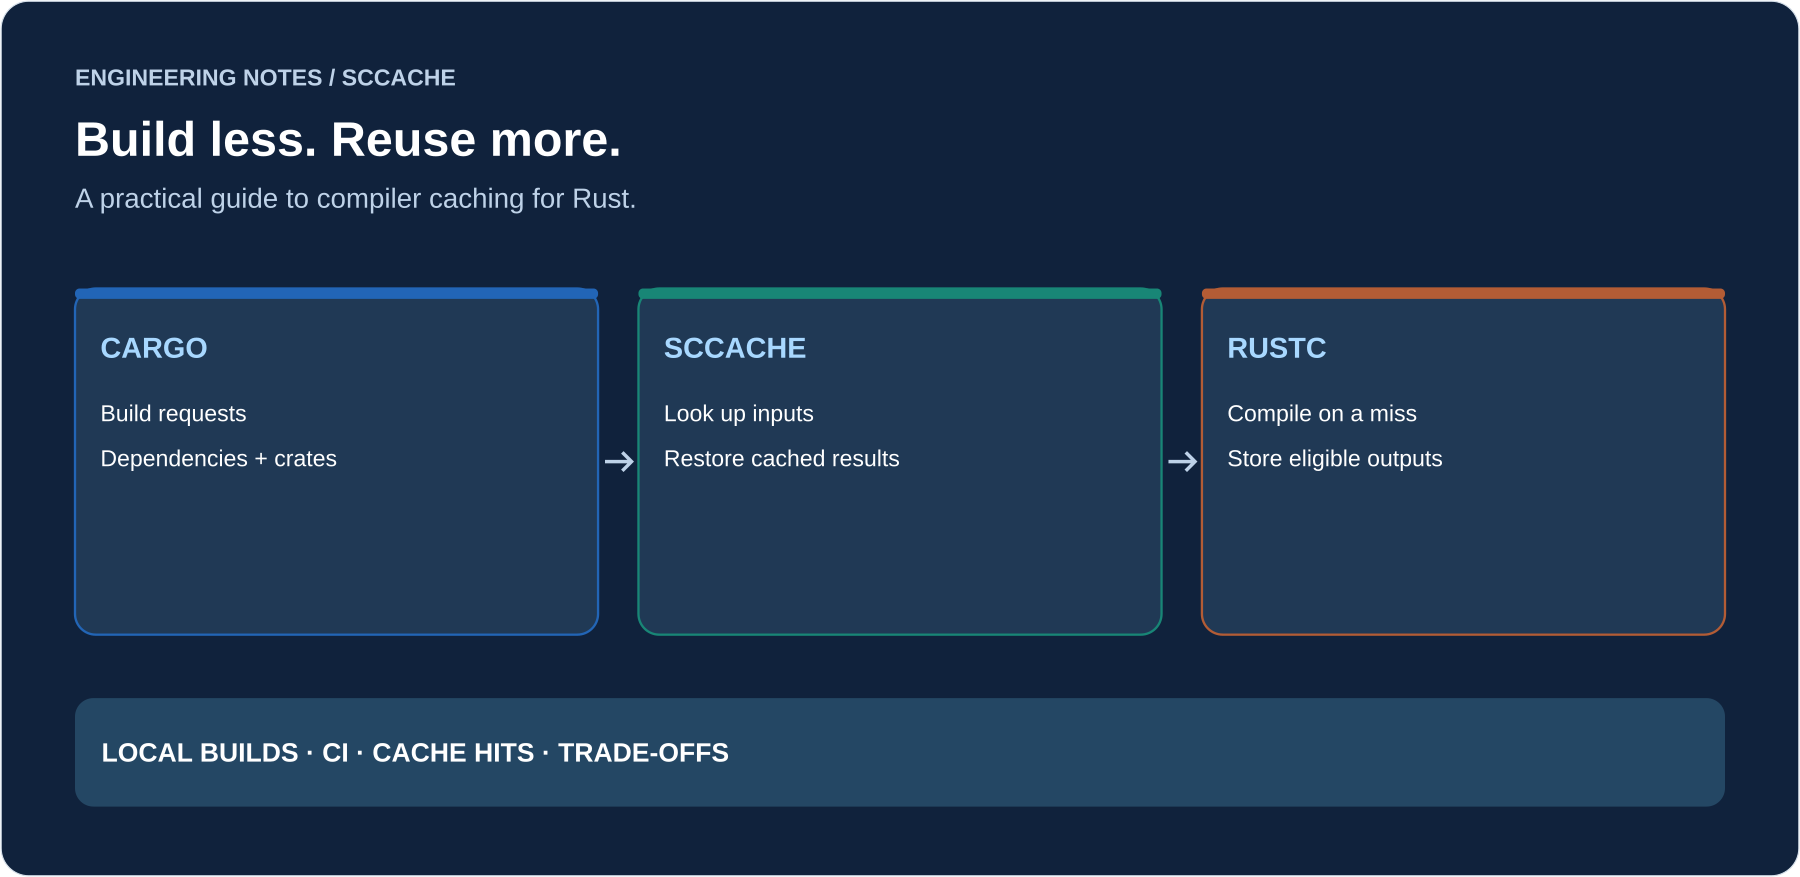 ENGINEERING NOTES / SCCACHE
Build less. Reuse more.
A practical guide to compiler caching for Rust.
CARGO
Build requests
Dependencies + crates
SCCACHE
Look up inputs
Restore cached results
RUSTC
Compile on a miss
Store eligible outputs
LOCAL BUILDS · CI · CACHE HITS · TRADE-OFFS